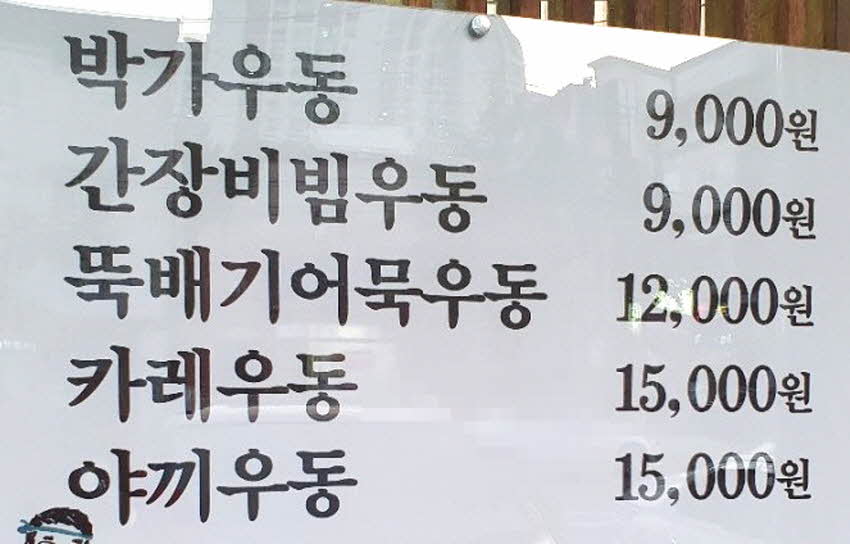 박가우동 9,000원
간장비빔우동 9,000원
뚝배기어묵우동 12,000원
카레우동 15,000원
야끼우동 15,000원